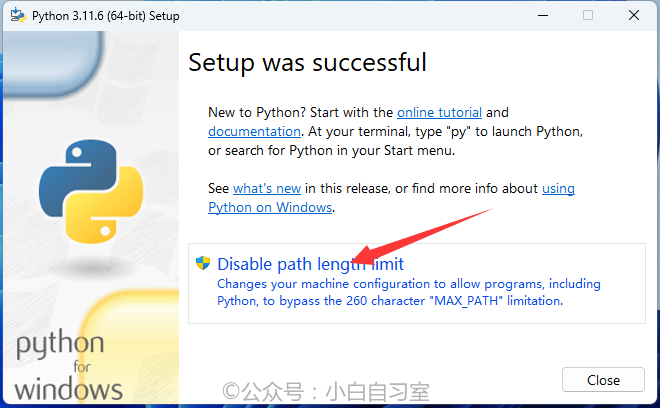 Python 3.11.6 (64-bit) Setup
Setup was successful
New to Python? Start with the online tutorial and
documentation. At your terminal, type "py" to launch Python,
or search for Python in your Start menu.
See what's new in this release, or find more info about using
Python on Windows.
Disable path length limit
Changes your machine configuration to allow programs, including
Python, to bypass the 260 character "MAX_PATH" limitation.
python
for
windows
Close
©公众号：小白自习室